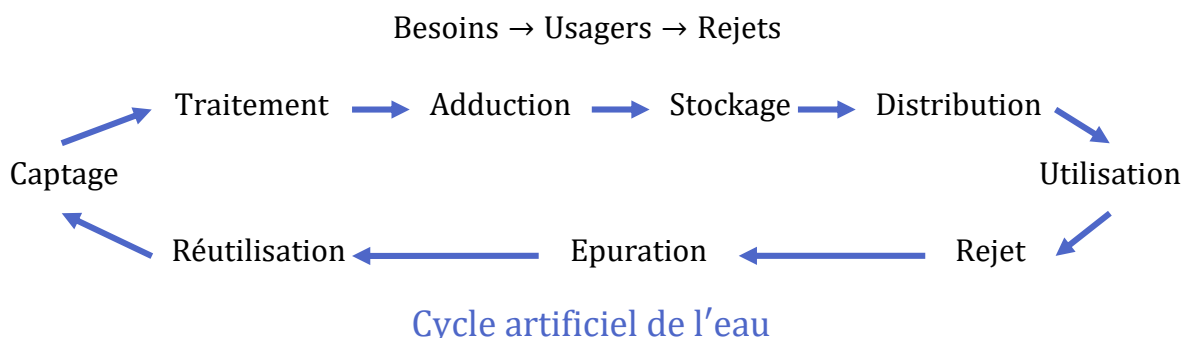 Besoins → Usagers → Rejets
Traitement Adduction Stockage Distribution
Captage Utilisation
Réutilisation Epuration Rejet
Cycle artificiel de l'eau